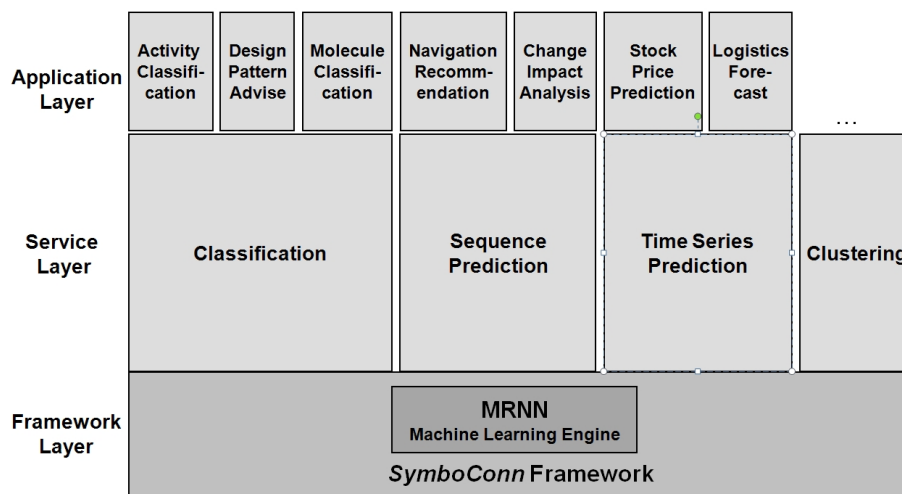 Application
Layer
Activity
Classifi-
cation
Design
Pattern
Advise
Molecule
Classifi-
cation
Navigation
Recomm-
endation
Change
Impact
Analysis
Stock
Price
Prediction
Logistics
Fore-
cast
...
Service
Layer
Classification
Sequence
Prediction
Time Series
Prediction
Clustering
Framework
Layer
MRNN
Machine Learning Engine
SymboConn Framework